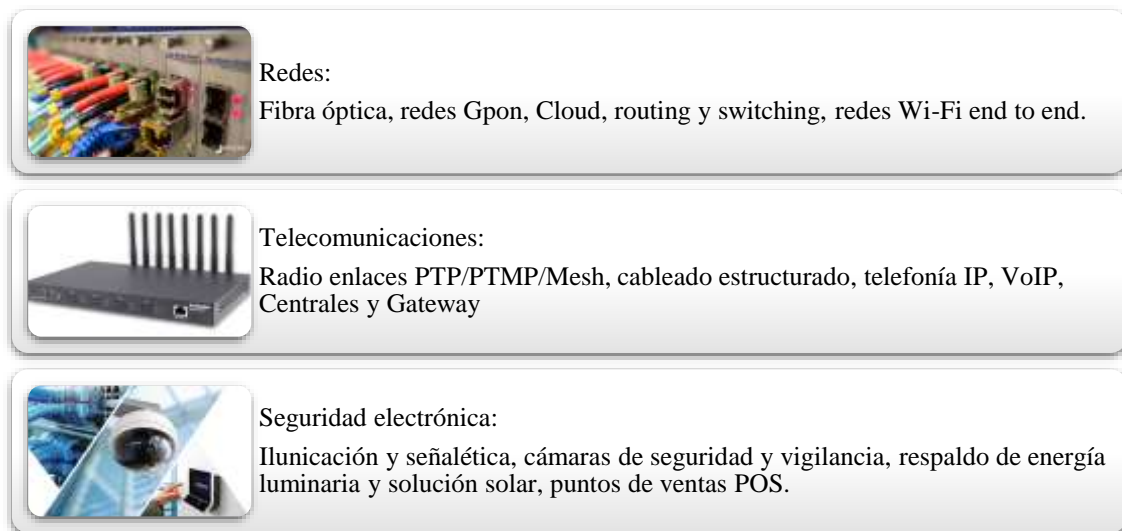 Redes:
Fibra óptica, redes Gpon, Cloud, routing y switching, redes Wi-Fi end to end.
Telecomunicaciones:
Radio enlaces PTP/PTMP/Mesh, cableado estructurado, telefonía IP, VoIP,
Centrales y Gateway
Seguridad electrónica:
Ilunicación y señalética, cámaras de seguridad y vigilancia, respaldo de energía
luminaria y solución solar, puntos de ventas POS.